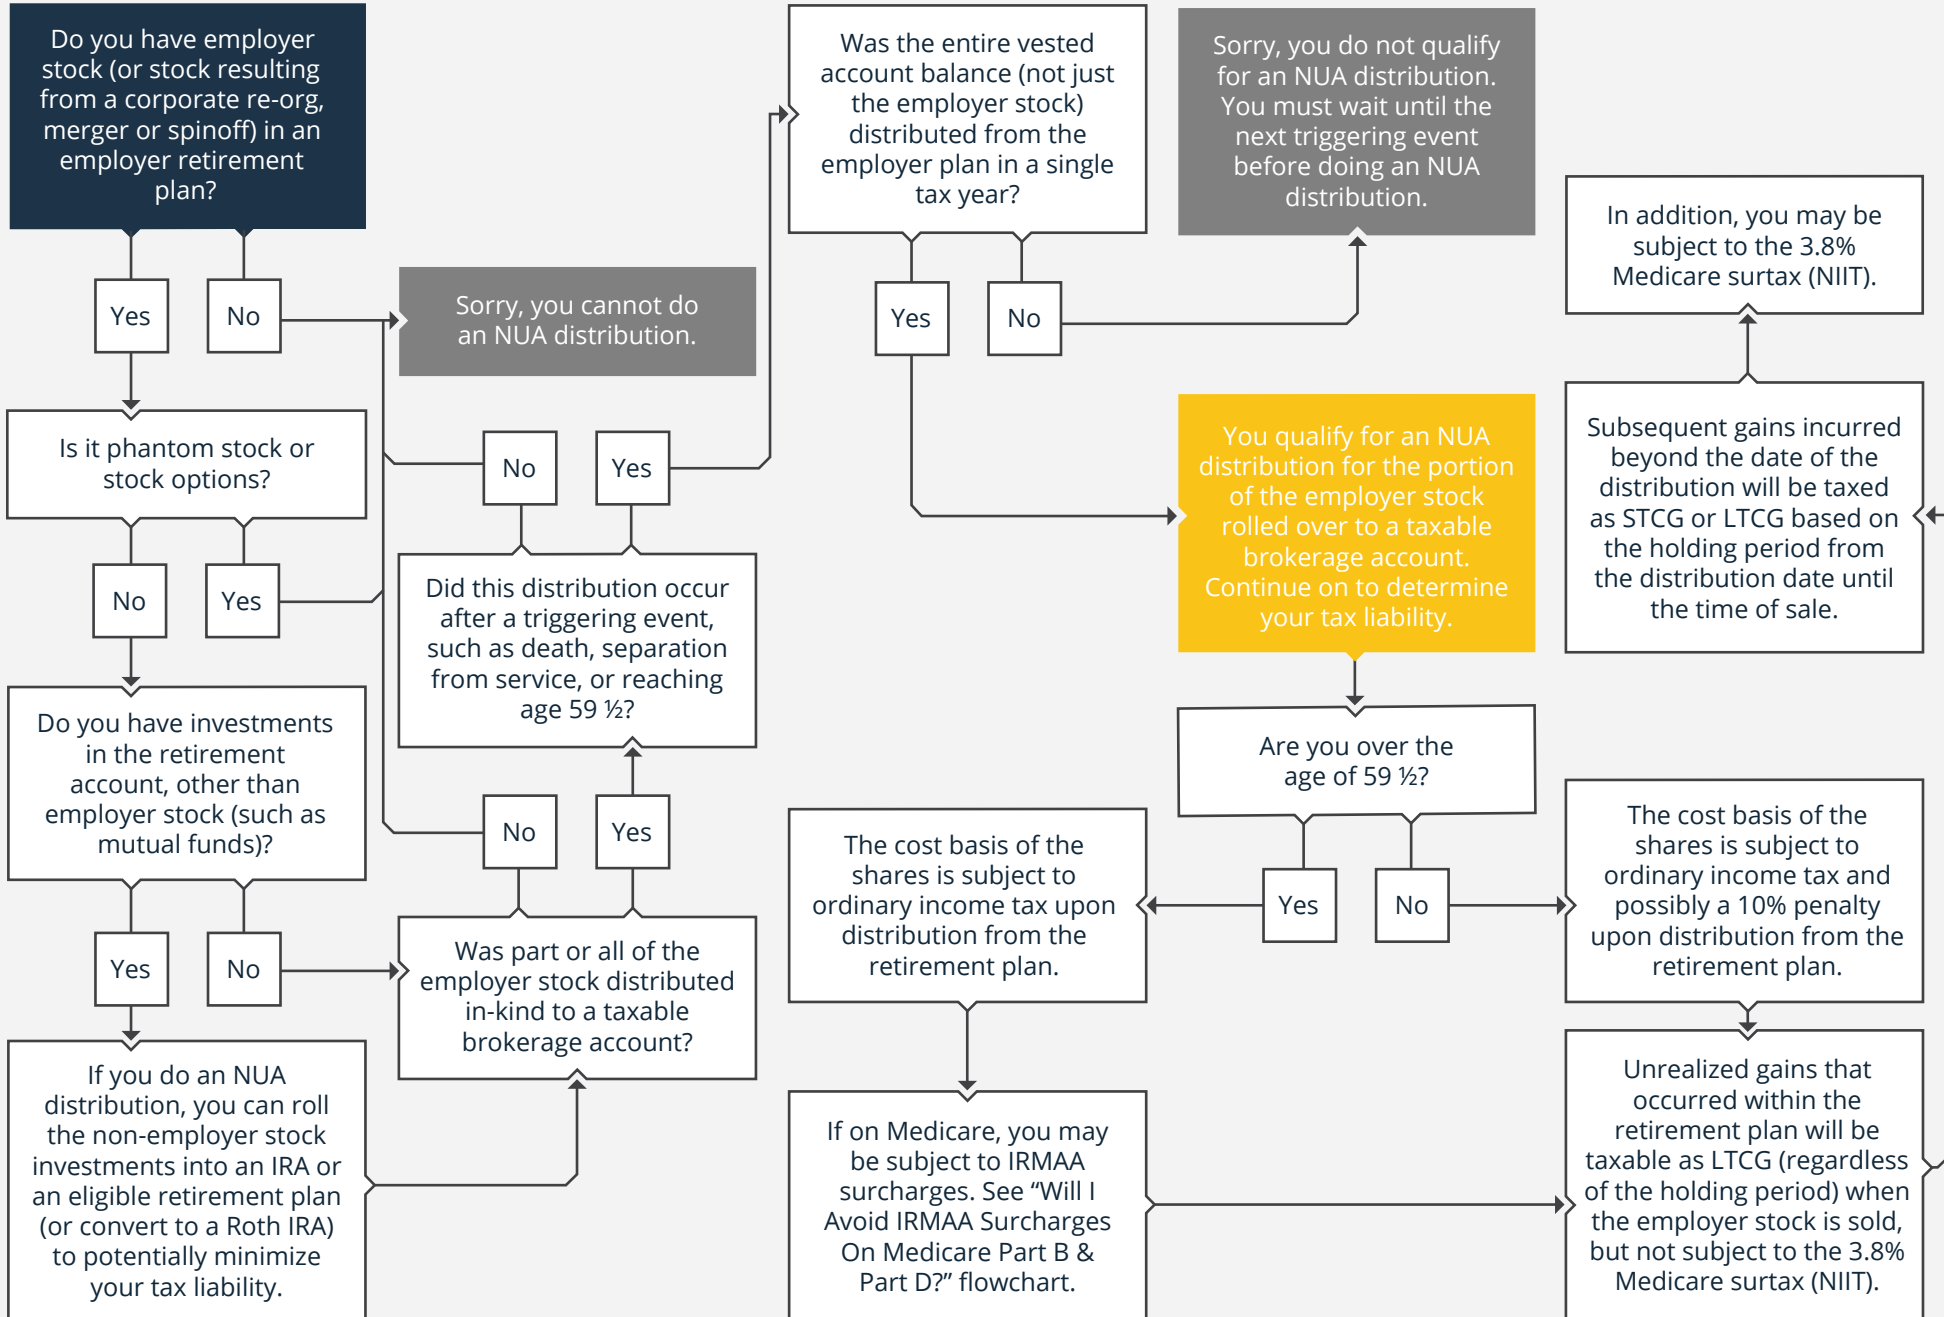 Do you have employer
stock (or stock resulting
from a corporate re-org,
merger or spinoff) in an
employer retirement
plan?
Yes
No
Sorry, you cannot do
an NUA distribution.
Is it phantom stock or
stock options?
No
Yes
Do you have investments
in the retirement
account, other than
employer stock (such as
mutual funds)?
Yes
No
If you do an NUA
distribution, you can roll
the non-employer stock
investments into an IRA or
an eligible retirement plan
(or convert to a Roth IRA)
to potentially minimize
your tax liability.
Was part or all of the
employer stock distributed
in-kind to a taxable
brokerage account?
No
Yes
Did this distribution occur
after a triggering event,
such as death, separation
from service, or reaching
age 59 ½?
No
Yes
Was the entire vested
account balance (not just
the employer stock)
distributed from the
employer plan in a single
tax year?
Yes
No
Sorry, you do not qualify
for an NUA distribution.
You must wait until the
next triggering event
before doing an NUA
distribution.
You qualify for an NUA
distribution for the portion
of the employer stock
rolled over to a taxable
brokerage account.
Continue on to determine
your tax liability.
Are you over the
age of 59 ½?
Yes
No
The cost basis of the
shares is subject to
ordinary income tax upon
distribution from the
retirement plan.
If on Medicare, you may
be subject to IRMAA
surcharges. See “Will I
Avoid IRMAA Surcharges
On Medicare Part B &
Part D?” flowchart.
The cost basis of the
shares is subject to
ordinary income tax and
possibly a 10% penalty
upon distribution from the
retirement plan.
Unrealized gains that
occurred within the
retirement plan will be
taxable as LTCG (regardless
of the holding period) when
the employer stock is sold,
but not subject to the 3.8%
Medicare surtax (NIIT).
Subsequent gains incurred
beyond the date of the
distribution will be taxed
as STCG or LTCG based on
the holding period from
the distribution date until
the time of sale.
In addition, you may be
subject to the 3.8%
Medicare surtax (NIIT).